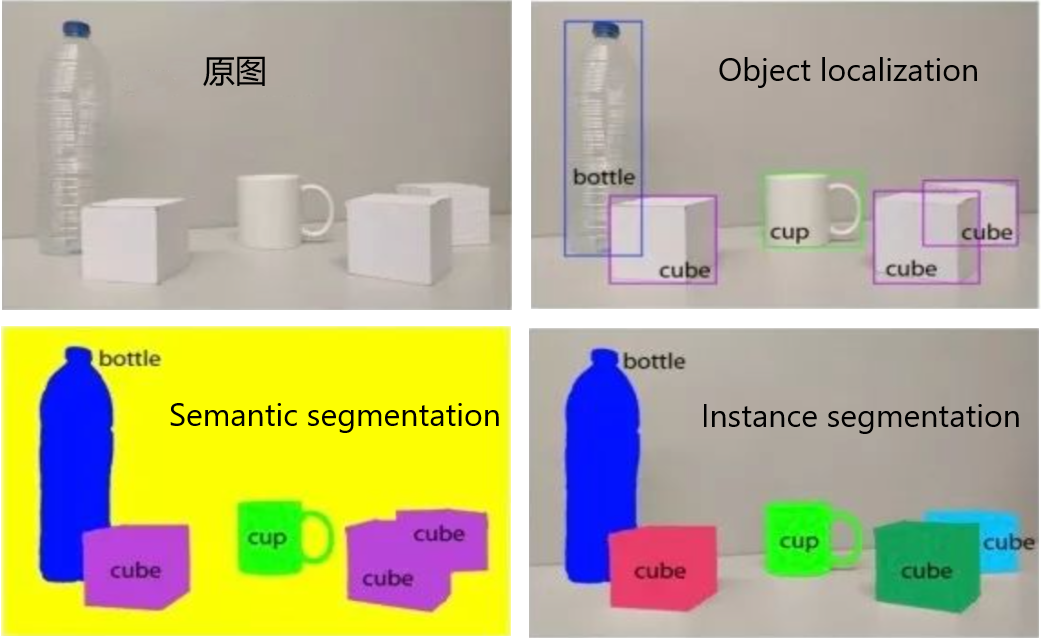 原图
Object localization
bottle
cup
cube
cube
cube
bottle
Semantic segmentation
cup
cube
cube
cube
bottle
Instance segmentation
cup
cube
cube
cube